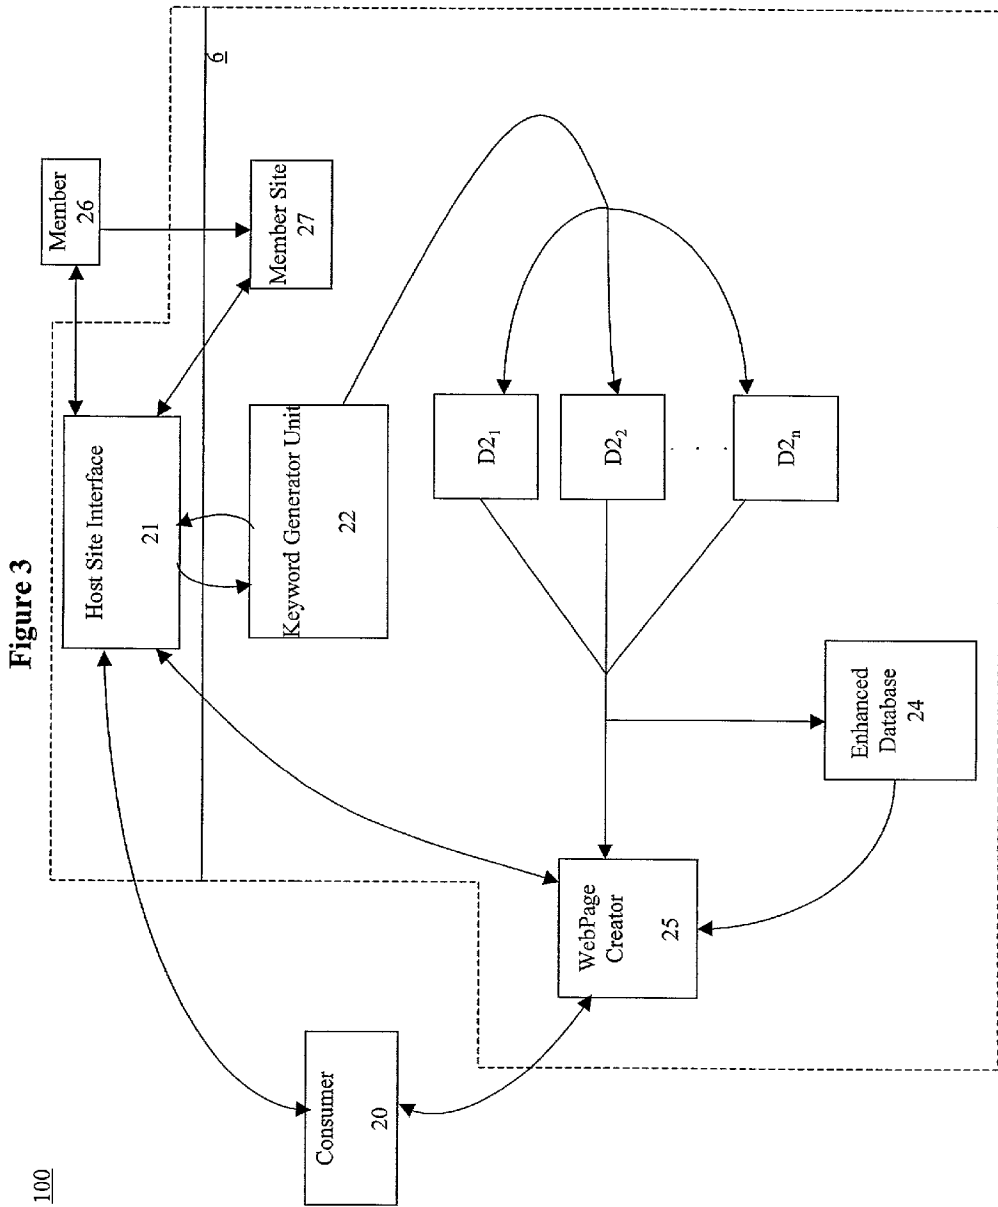 100
Figure 3
Consumer
20
Host Site Interface
21
Member
26
6
Member Site
27
Keyword Generator Unit
22
WebPage
Creator
25
D2₁
D2₂
. . . . .
D2ₙ
Enhanced
Database
24